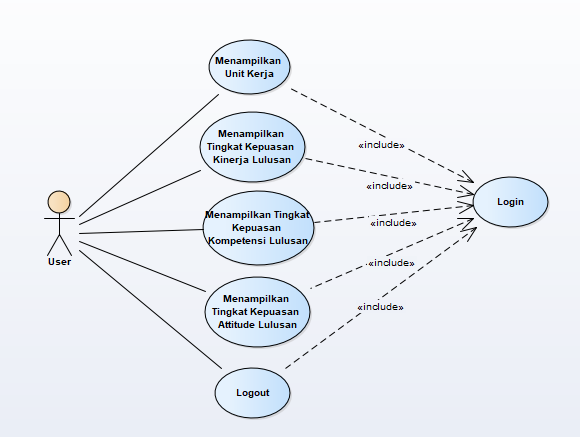 Menampilkan
Unit Kerja
Menampilkan
Tingkat Kepuasan
Kinerja Lulusan
Menampilkan Tingkat
Kepuasan
Kompetensi Lulusan
Menampilkan
Tingkat Kepuasan
Attitude Lulusan
Logout
User
Login
«include»
«include»
«include»
«include»
«include»